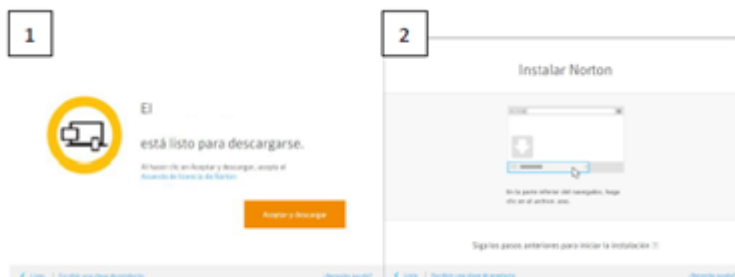 1
El
está listo para descargarse.
Al hacer clic en Aceptar y descargar, acepta el
Acuerdo de licencia de Norton
Aceptar y descargar
2
Instalar Norton
En la parte inferior del navegador, haga
clic en el archivo .exe.
Siga los pasos anteriores para iniciar la instalación